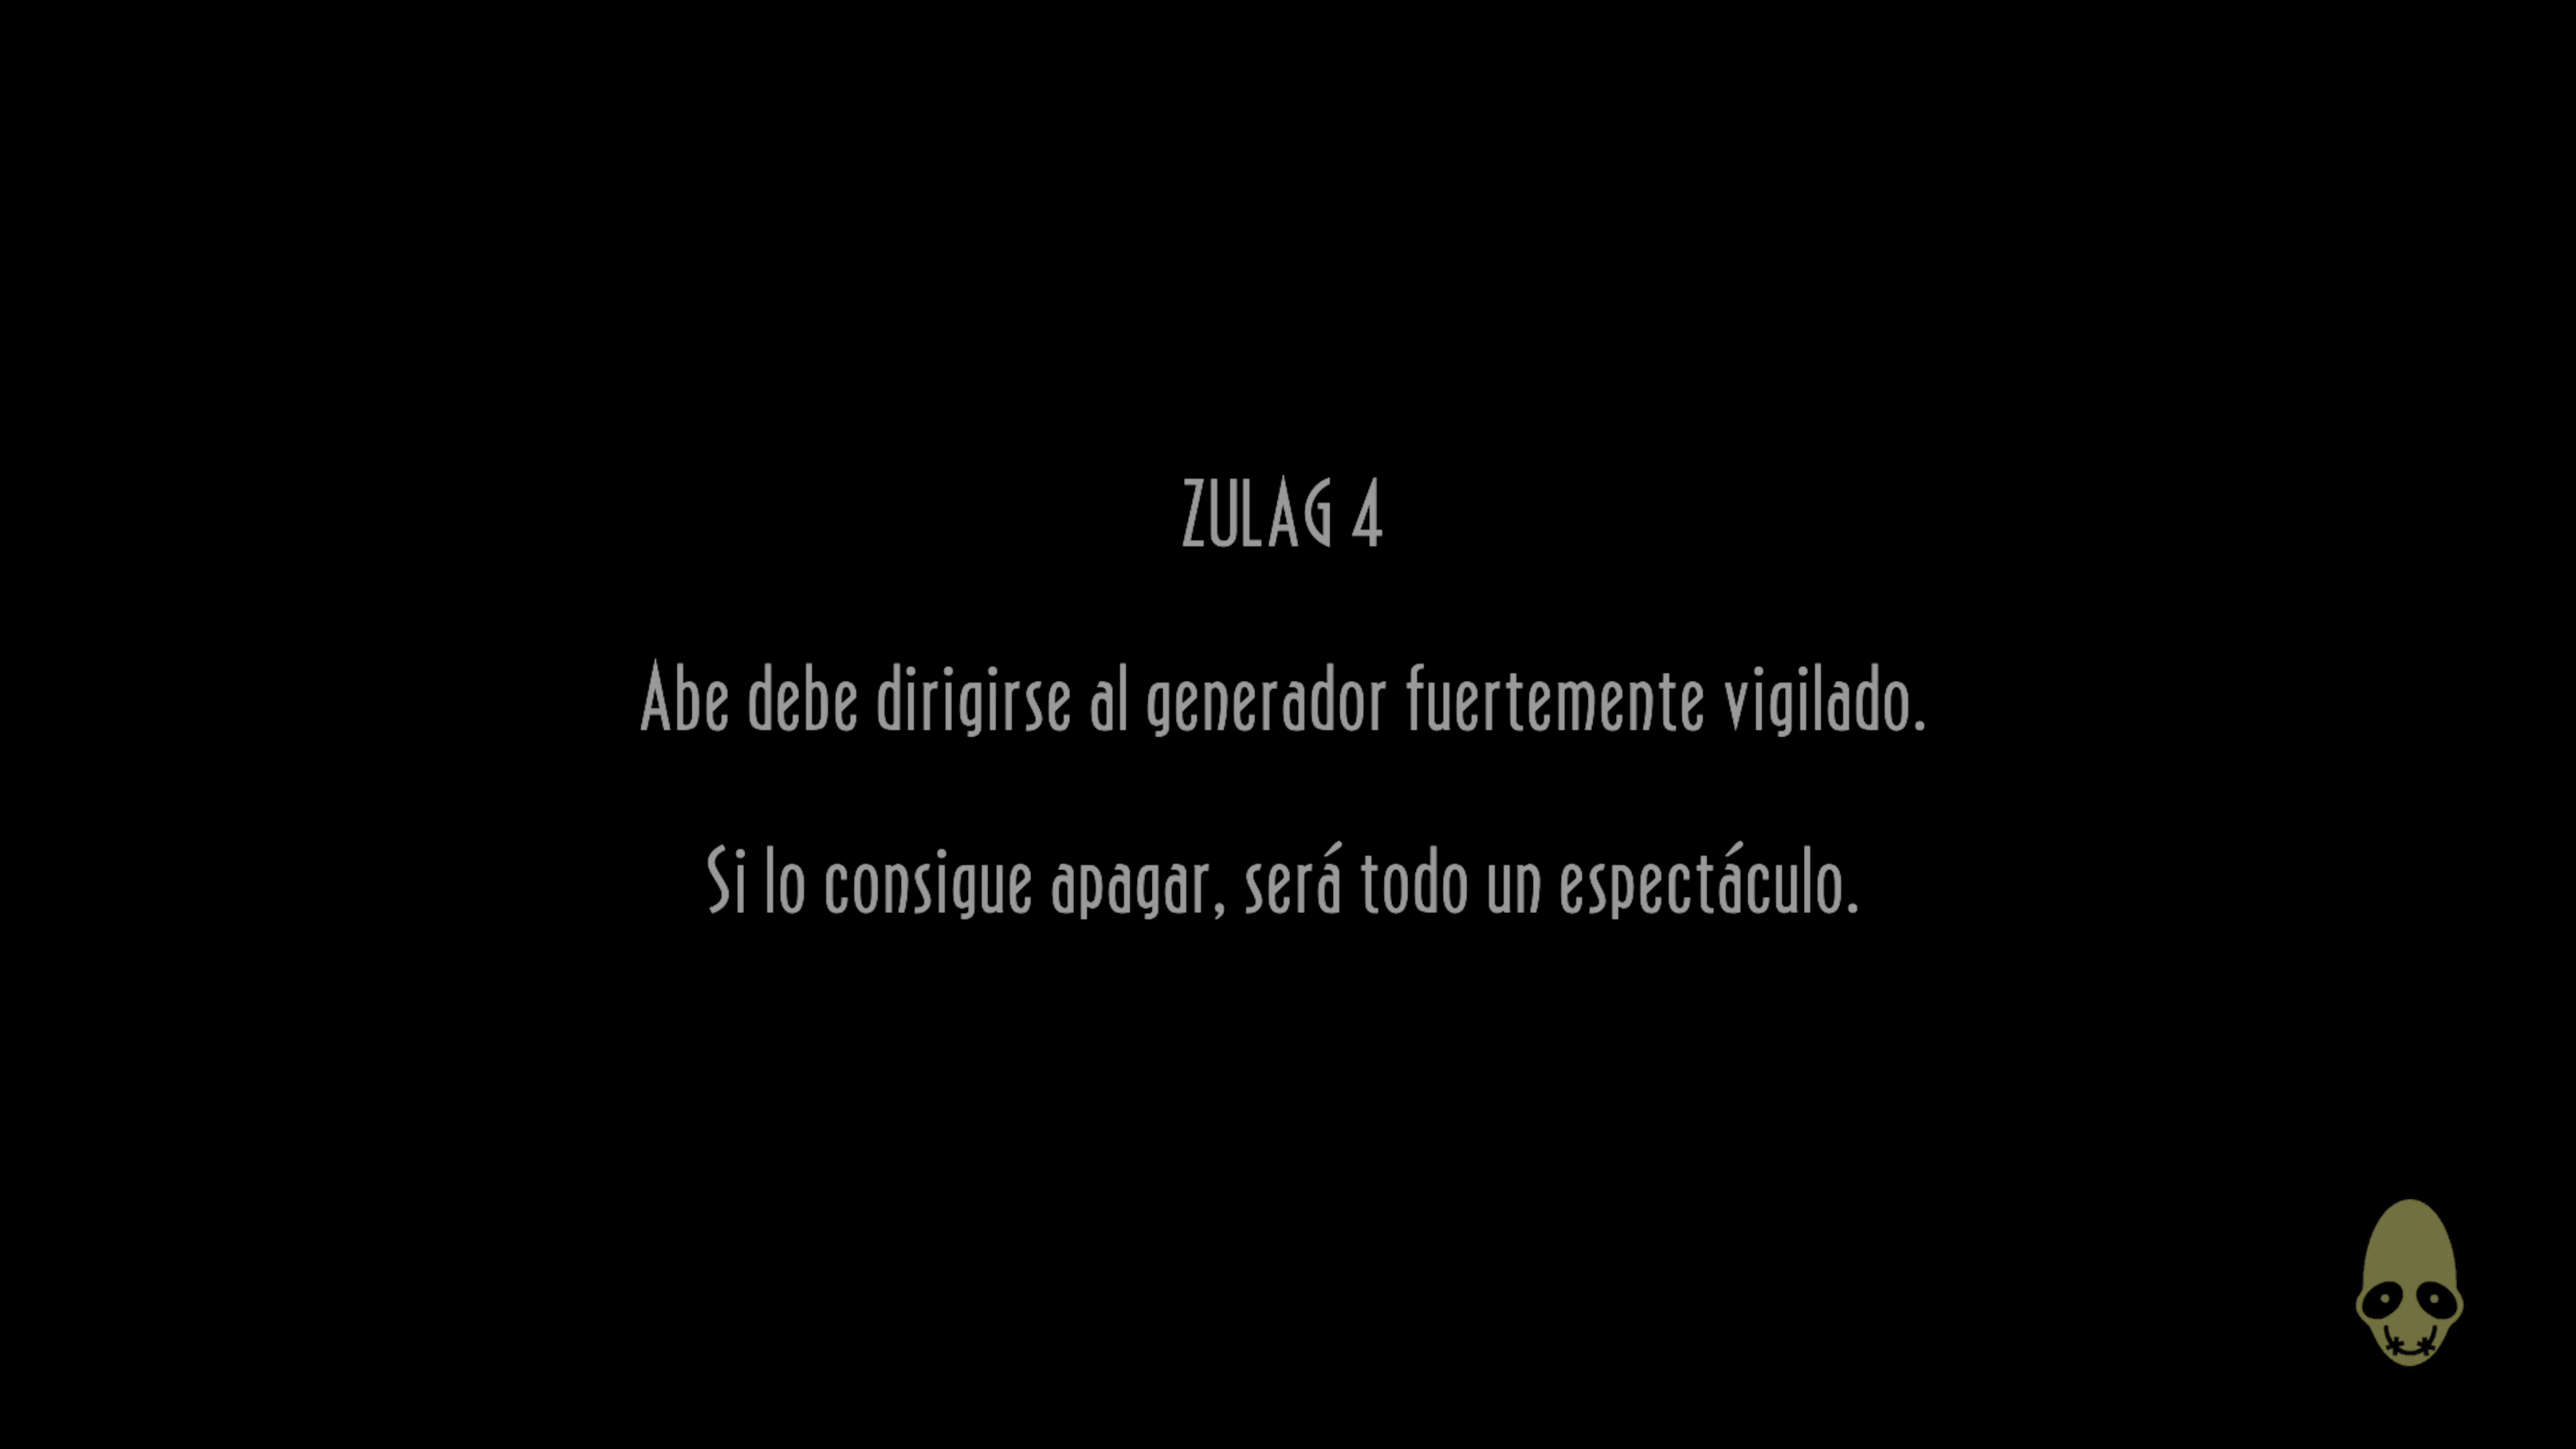 ZULAG 4
Abe debe dirigirse al generador fuertemente vigilado.
Si lo consigue apagar, será todo un espectáculo.